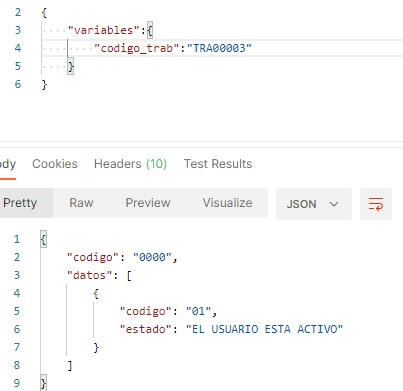 2 {
3 "variables":{
4 "codigo_trab":"TRA00003"
5 }
6 }
ody Cookies Headers (10) Test Results
Pretty Raw Preview Visualize JSON
1 {
2 "codigo": "0000",
3 "datos": [
4 {
5 "codigo": "01",
6 "estado": "EL USUARIO ESTA ACTIVO"
7 }
8 ]
9 }